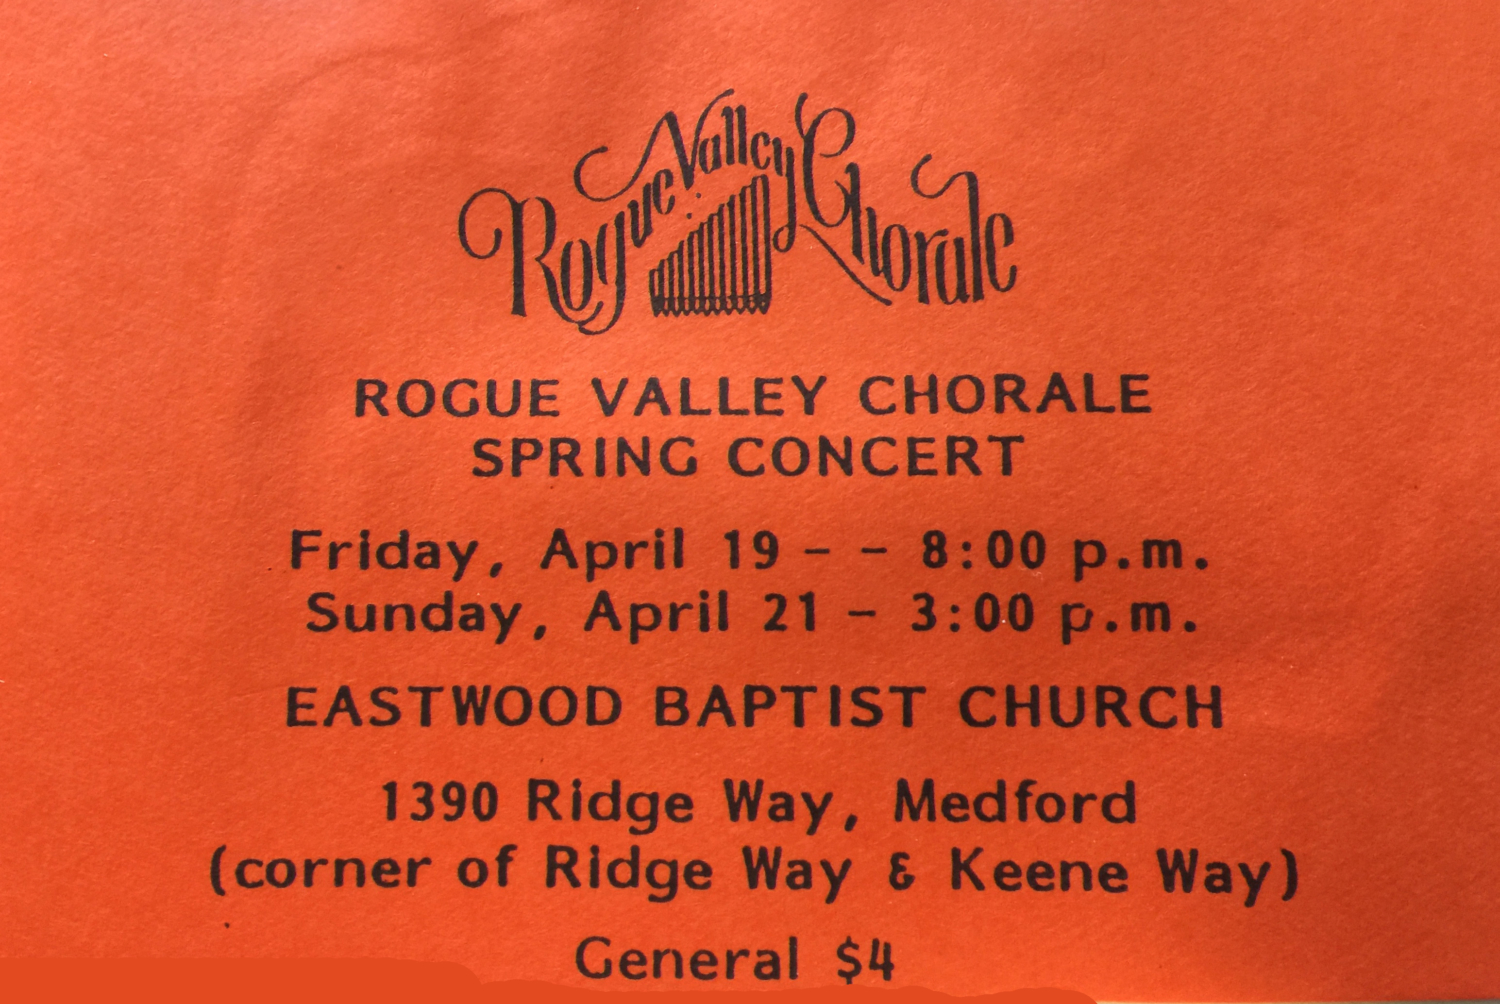 Rogue Valley Chorale
ROGUE VALLEY CHORALE
SPRING CONCERT
Friday, April 19 - - 8:00 p.m.
Sunday, April 21 - 3:00 p.m.
EASTWOOD BAPTIST CHURCH
1390 Ridge Way, Medford
(corner of Ridge Way & Keene Way)
General $4